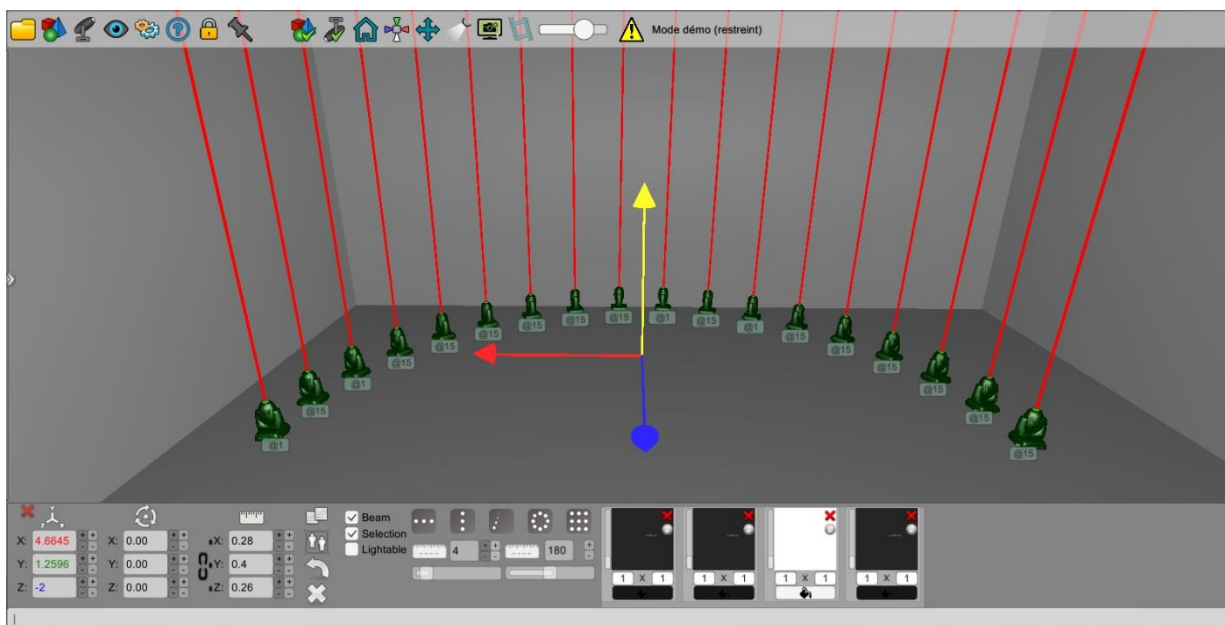 Mode démo (restreint)
@15 @15 @15 @15 @1 @15 @1 @15 @15
@15 @15 @15 @15
@1 @15
@15 @15
@1 @15
X: 4.6645 X: 0.00 X: 0.28
Y: 1.2596 Y: 0.00 Y: 0.4
Z: -2 Z: 0.00 Z: 0.26
Beam
Selection
Lightable
4 180
1 X 1 1 X 1 1 X 1 1 X 1